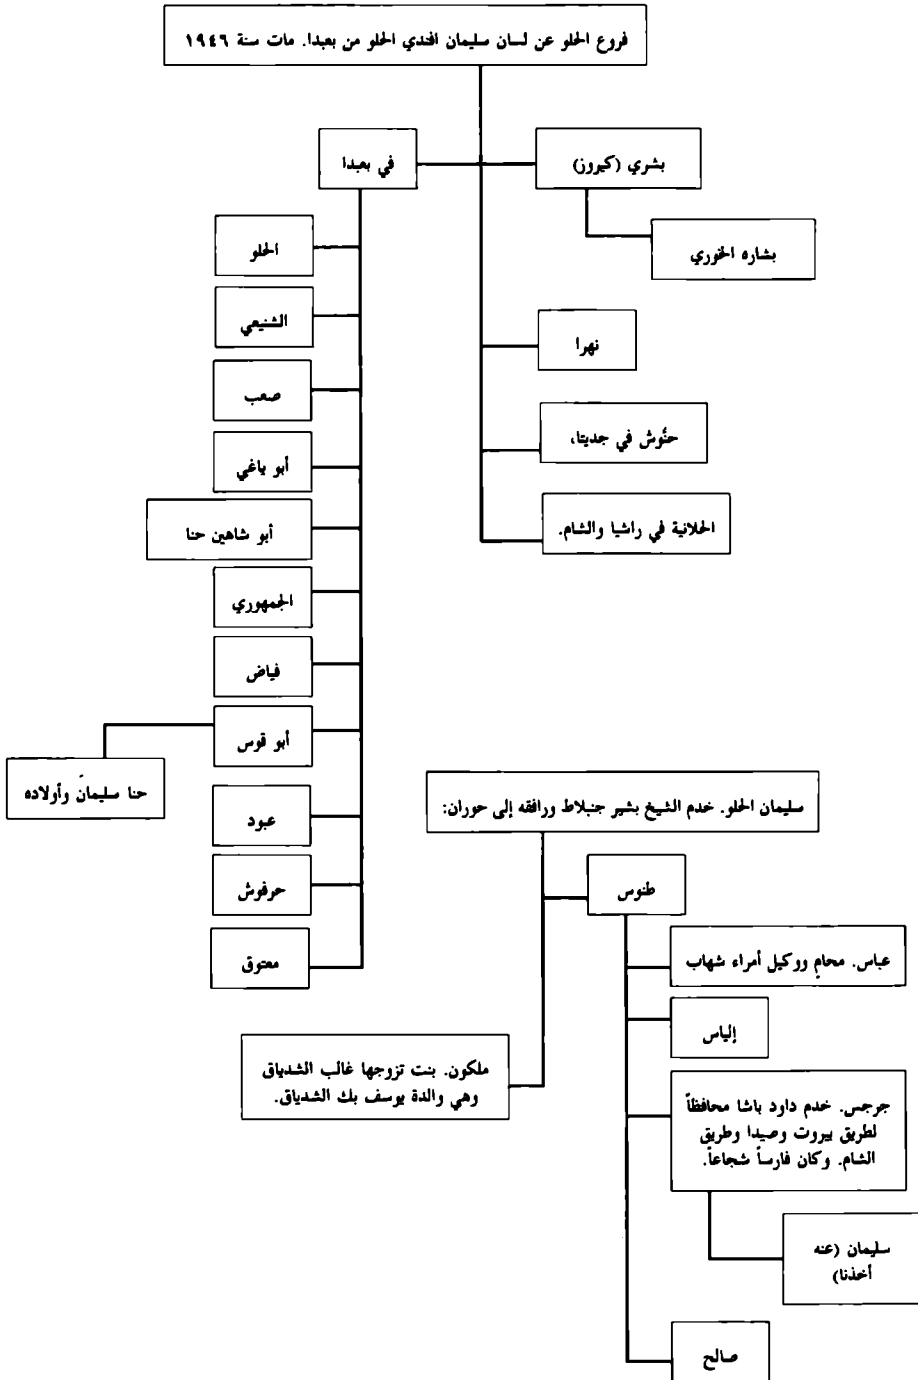 فروع الحلو عن لسان سليمان افندي الحلو من بعبدا. مات سنة ١٩٤٦
بشري (كيروز)
في بعبدا
بشاره الخوري
الحلو
الشنيعي
نهرا
صعب
حنّوش في جديتا،
أبو ياغي
الحلانية في راشيا والشام.
أبو شاهين حنا
الجمهوري
فياض
أبو قوس
حنا سليمان وأولاده
عبود
حرفوش
معتوق
سليمان الحلو. خدم الشيخ بشير جنبلاط ورافقه إلى حوران:
طنوس
عباس. محامٍ ووكيل أمراء شهاب
إلياس
ملكون. بنت تزوجها غالب الشدياق
وهي والدة يوسف بك الشدياق.
جرجس. خدم داود باشا محافظاً
لطريق بيروت وصيدا وطريق
الشام. وكان فارساً شجاعاً.
سليمان (عنه
أخذنا)
صالح